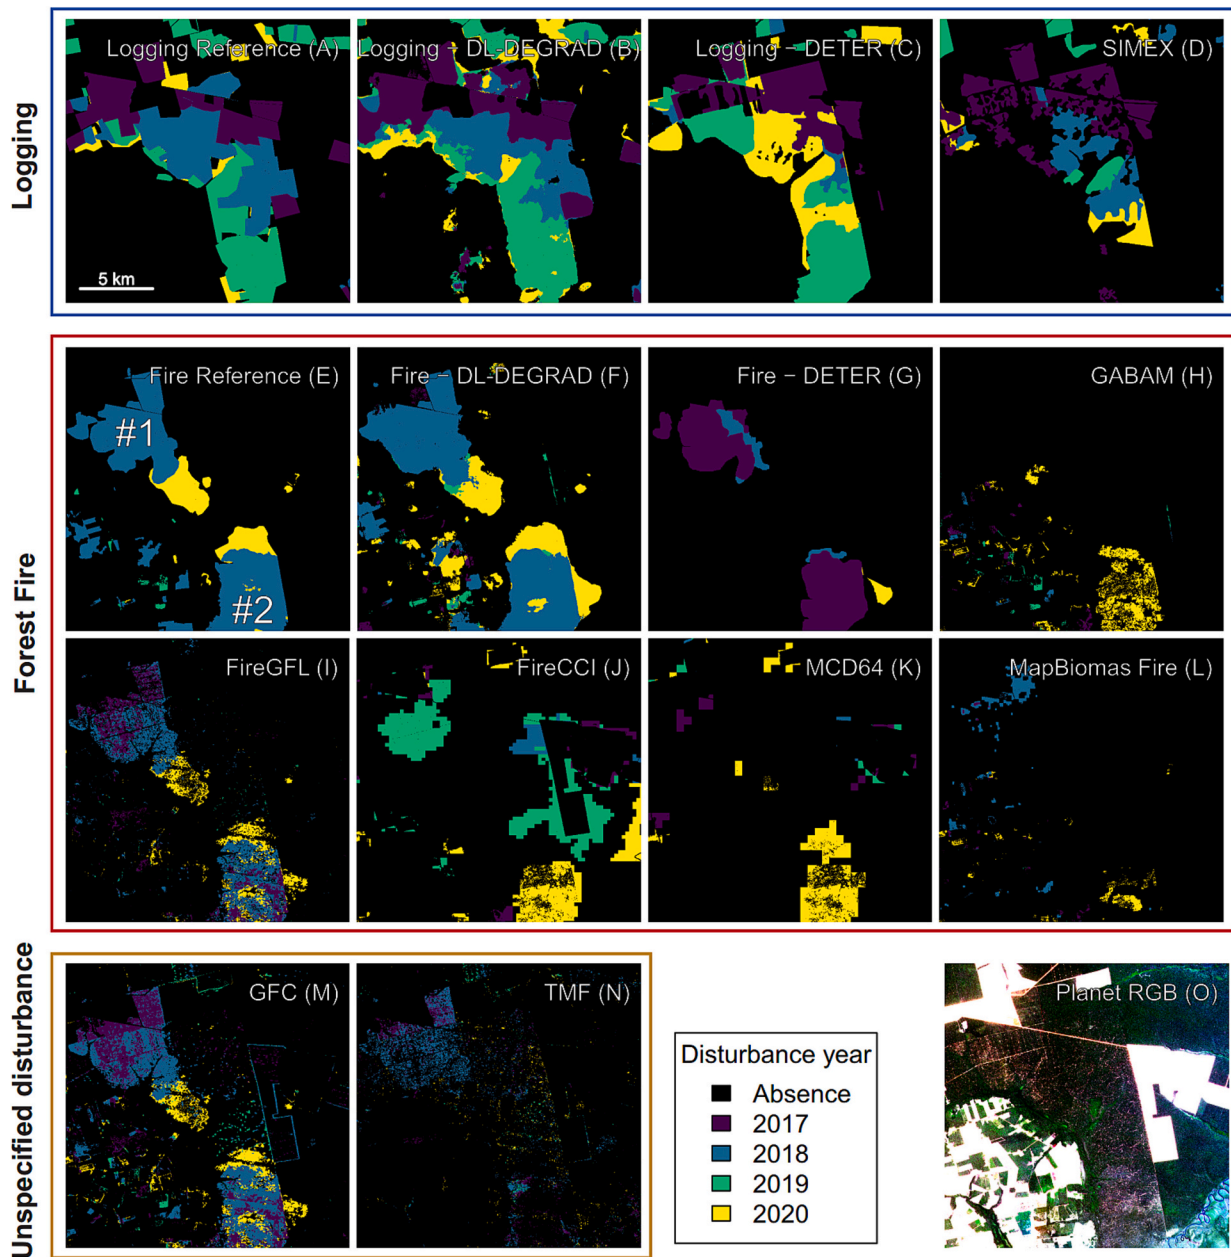 Logging
Logging Reference (A)
Logging – DL-DEGRAD (B)
Logging – DETER (C)
SIMEX (D)
5 km
Forest Fire
Fire Reference (E)
Fire – DL-DEGRAD (F)
Fire – DETER (G)
GABAM (H)
#1
#2
FireGFL (I)
FireCCI (J)
MCD64 (K)
MapBiomas Fire (L)
Unspecified disturbance
GFC (M)
TMF (N)
Planet RGB (O)
Disturbance year
Absence
2017
2018
2019
2020